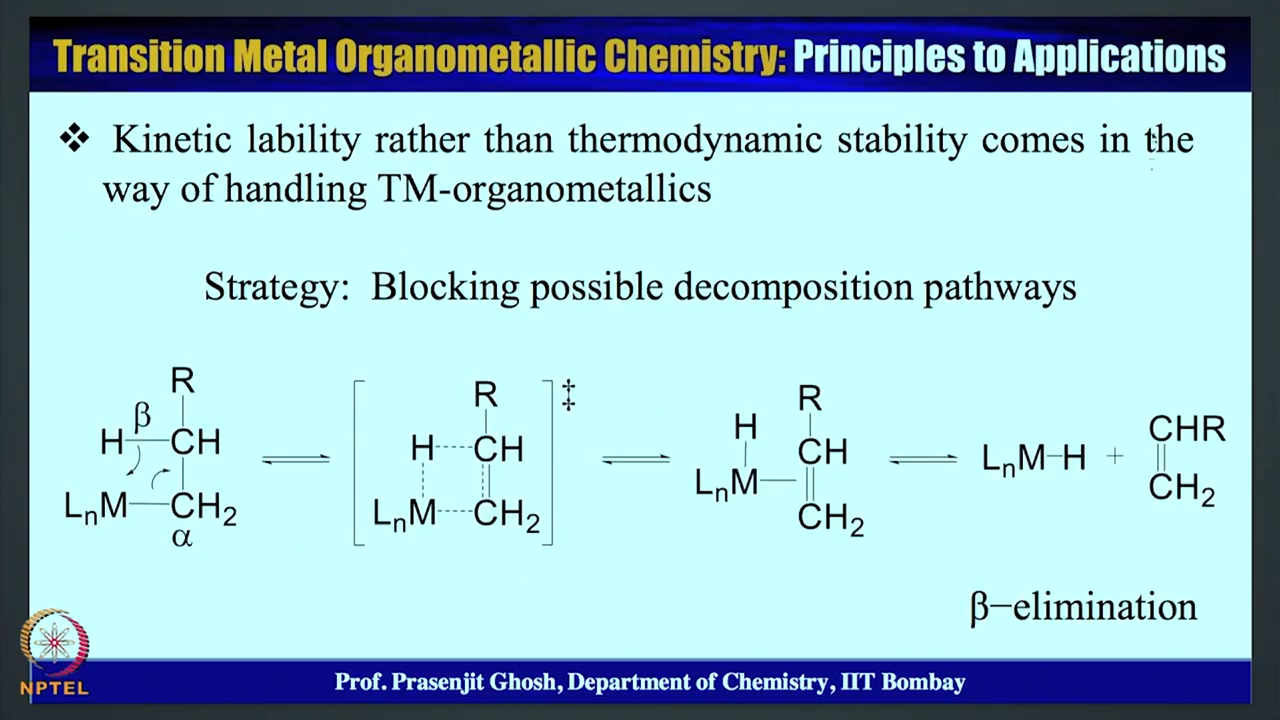 Transition Metal Organometallic Chemistry: Principles to Applications
❖ Kinetic lability rather than thermodynamic stability comes in the
way of handling TM-organometallics
Strategy: Blocking possible decomposition pathways
R
β
H CH
LnM CH2
α
R
H CH
LnM CH2
‡
R
H
CH
LnM
CH2
LnM-H + CHR
CH2
β-elimination
NPTEL
Prof. Prasenjit Ghosh, Department of Chemistry, IIT Bombay